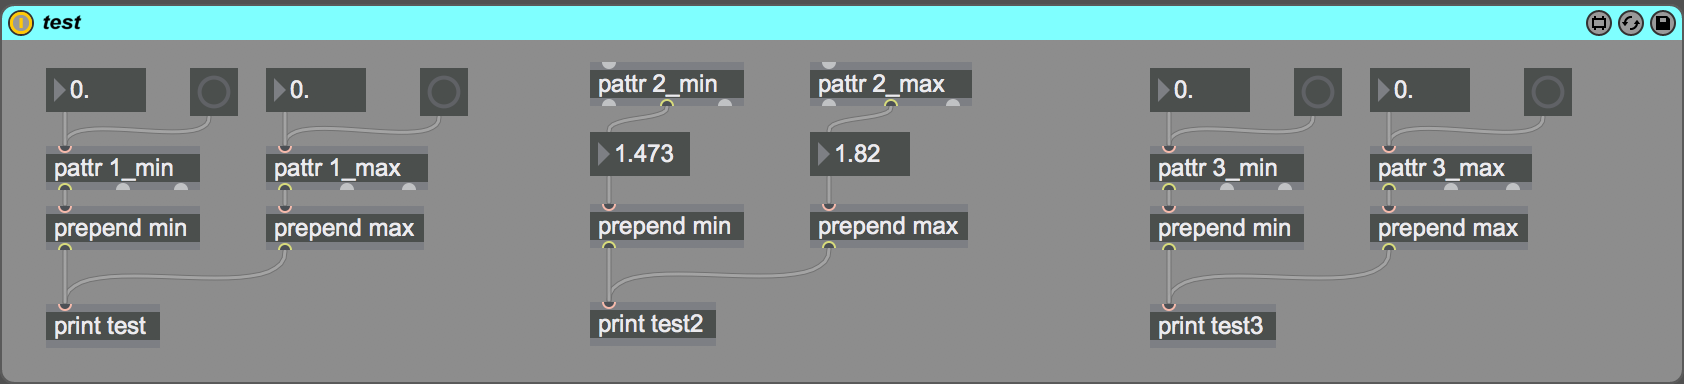 test
0.
0.
pattr 1_min
pattr 1_max
prepend min
prepend max
print test
pattr 2_min
pattr 2_max
1.473
1.82
prepend min
prepend max
print test2
0.
0.
pattr 3_min
pattr 3_max
prepend min
prepend max
print test3